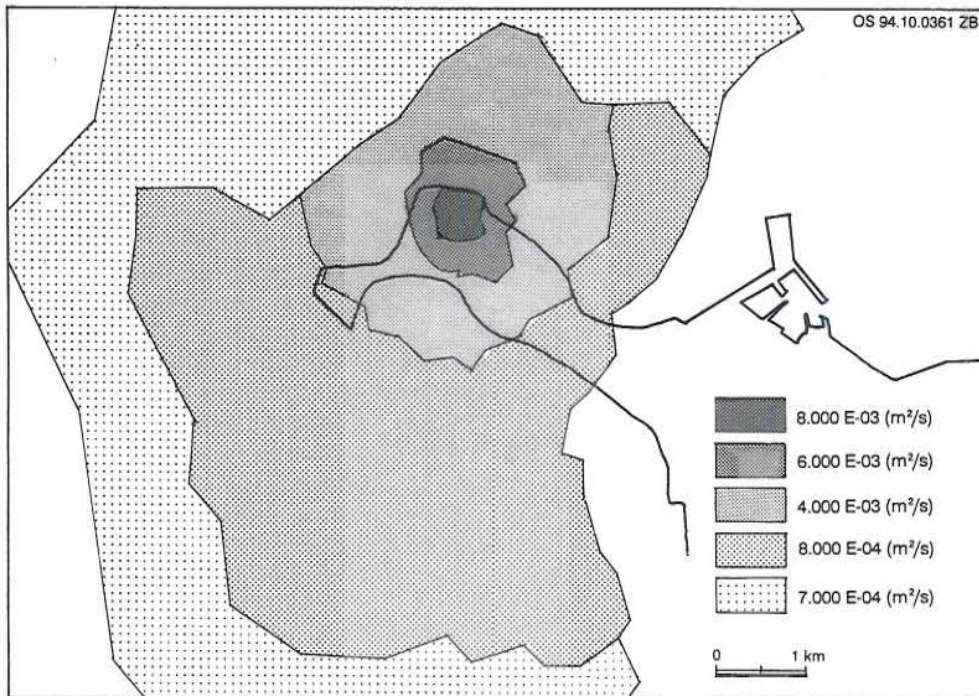 OS 94.10.0361 ZB
8.000 E-03 (m²/s)
6.000 E-03 (m²/s)
4.000 E-03 (m²/s)
8.000 E-04 (m²/s)
7.000 E-04 (m²/s)
0 1 km